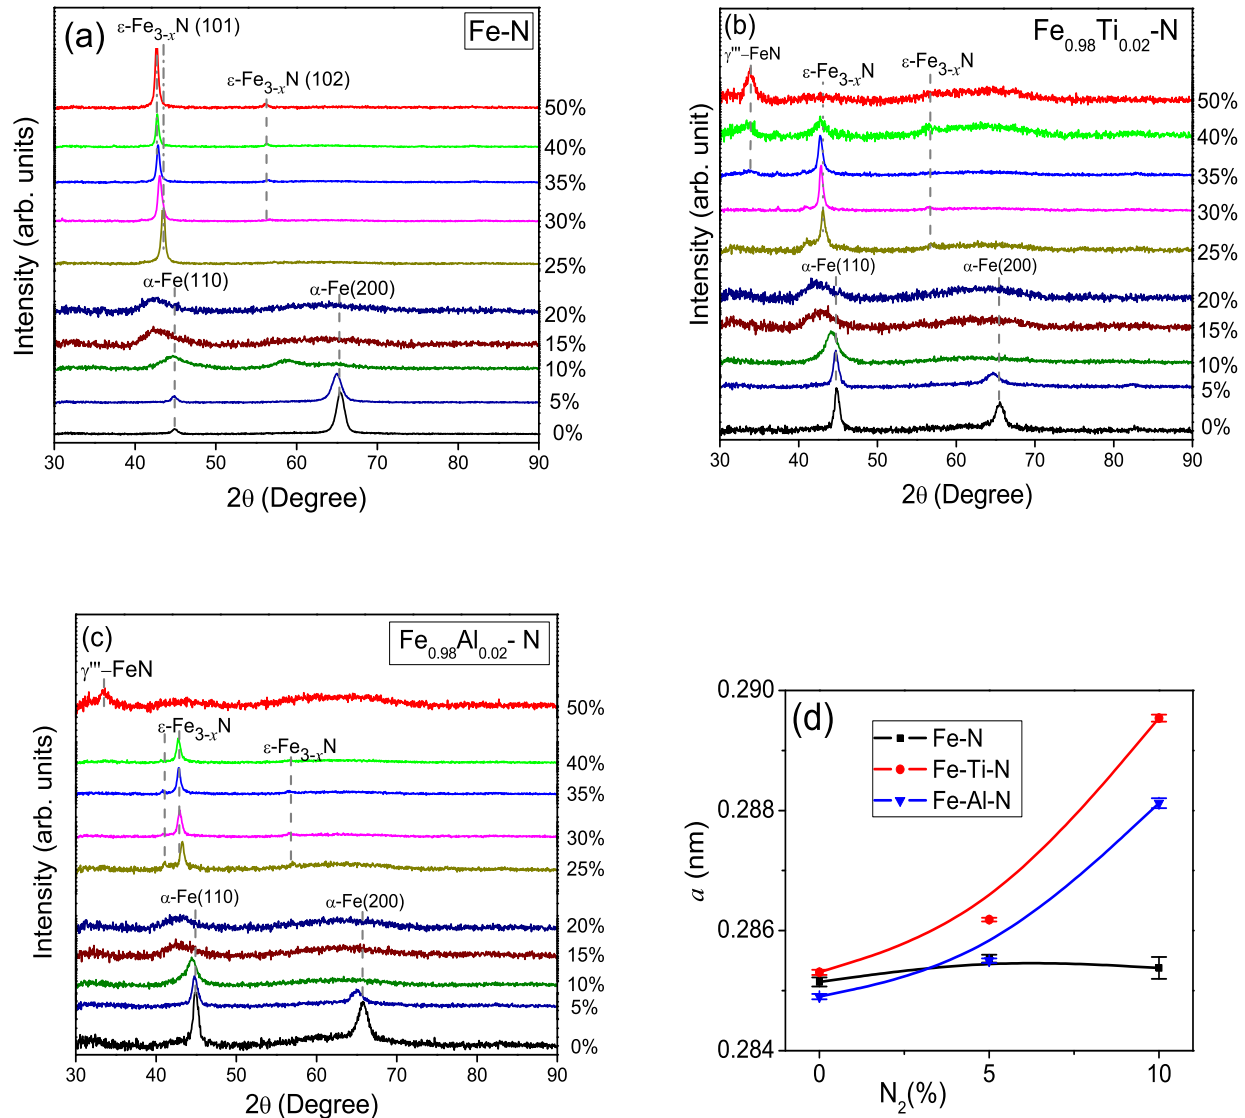 (a)
ε-Fe3-xN (101)
Fe-N
ε-Fe3-xN (102)
50%
40%
35%
30%
25%
α-Fe(110)
α-Fe(200)
20%
15%
10%
5%
0%
30 40 50 60 70 80 90
2θ (Degree)
Intensity (arb. units)
(b)
Fe0.98Ti0.02-N
γ'''-FeN
ε-Fe3-xN
ε-Fe3-xN
50%
40%
35%
30%
25%
α-Fe(110)
α-Fe(200)
20%
15%
10%
5%
0%
30 40 50 60 70 80 90
2θ (Degree)
Intensity (arb. unit)
(c)
Fe0.98Al0.02- N
γ'''-FeN
50%
ε-Fe3-xN
ε-Fe3-xN
40%
35%
30%
25%
α-Fe(110)
α-Fe(200)
20%
15%
10%
5%
0%
30 40 50 60 70 80 90
2θ (Degree)
Intensity (arb. units)
(d)
0.290
0.288
0.286
0.284
a (nm)
Fe-N
Fe-Ti-N
Fe-Al-N
0 5 10
N2(%)